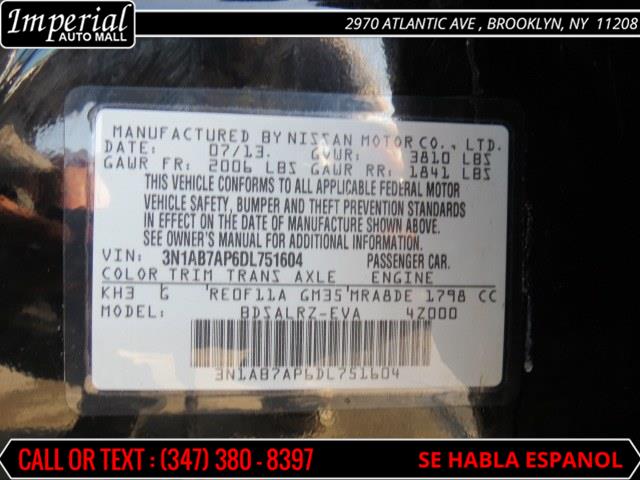 Imperial
AUTO MALL
2970 ATLANTIC AVE , BROOKLYN, NY 11208
MANUFACTURED BY NISSAN MOTOR CO., LTD.
DATE: 07/13. GVWR: 3810 LBS
GAWR FR: 2006 LBS GAWR RR: 1841 LBS
THIS VEHICLE CONFORMS TO ALL APPLICABLE FEDERAL MOTOR
VEHICLE SAFETY, BUMPER AND THEFT PREVENTION STANDARDS
IN EFFECT ON THE DATE OF MANUFACTURE SHOWN ABOVE.
SEE OWNER'S MANUAL FOR ADDITIONAL INFORMATION.
VIN: 3N1AB7AP6DL751604 PASSENGER CAR.
COLOR TRIM TRANS AXLE ENGINE
KH3 G 'RE0F11A GM35'MRA8DE 1798 CC
MODEL: BDSALRZ-EVA 4Z000
3N1AB7AP6DL751604
CALL OR TEXT : (347) 380 - 8397
SE HABLA ESPANOL